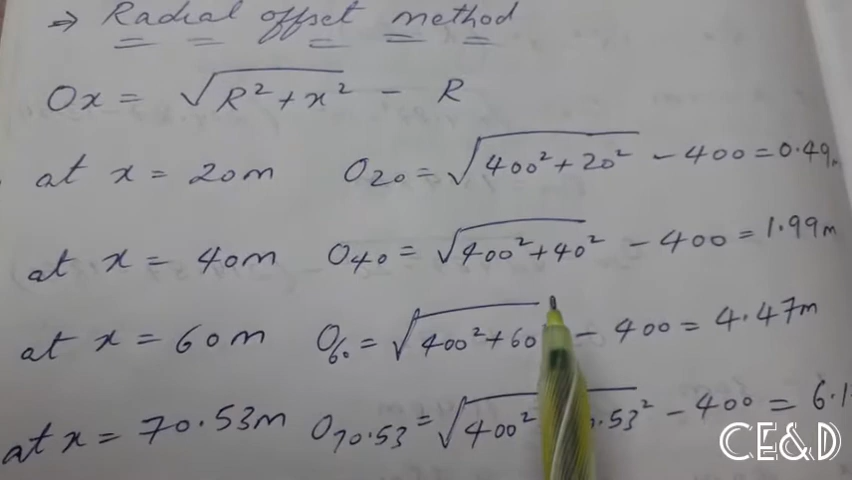 ⇒ Radial offset method
Ox = √R² + x² - R
at x = 20m O20 = √400² + 20² - 400 = 0.49m
at x = 40m O40 = √400² + 40² - 400 = 1.99m
at x = 60m O60 = √400² + 60 - 400 = 4.47m
at x = 70.53m O70.53 = √400² .53² - 400 = 6.1
CE&D